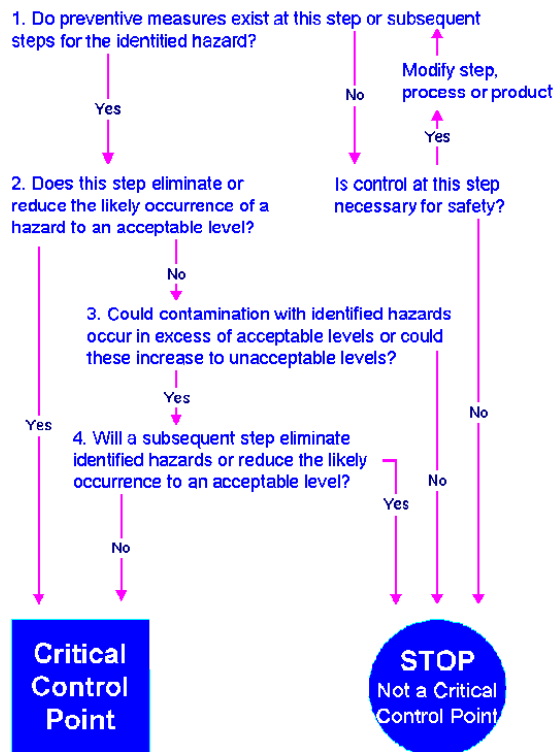 1. Do preventive measures exist at this step or subsequent
steps for the identitied hazard?
Modify step,
process or product
Yes
No
Yes
2. Does this step eliminate or
reduce the likely occurrence of a
hazard to an acceptable level?
Is control at this step
necessary for safety?
No
3. Could contamination with identified hazards
occur in excess of acceptable levels or could
these increase to unacceptable levels?
Yes
No
Yes
4. Will a subsequent step eliminate
identified hazards or reduce the likely
occurrence to an acceptable level?
No
Yes
No
Critical
Control
Point
STOP
Not a Critical
Control Point